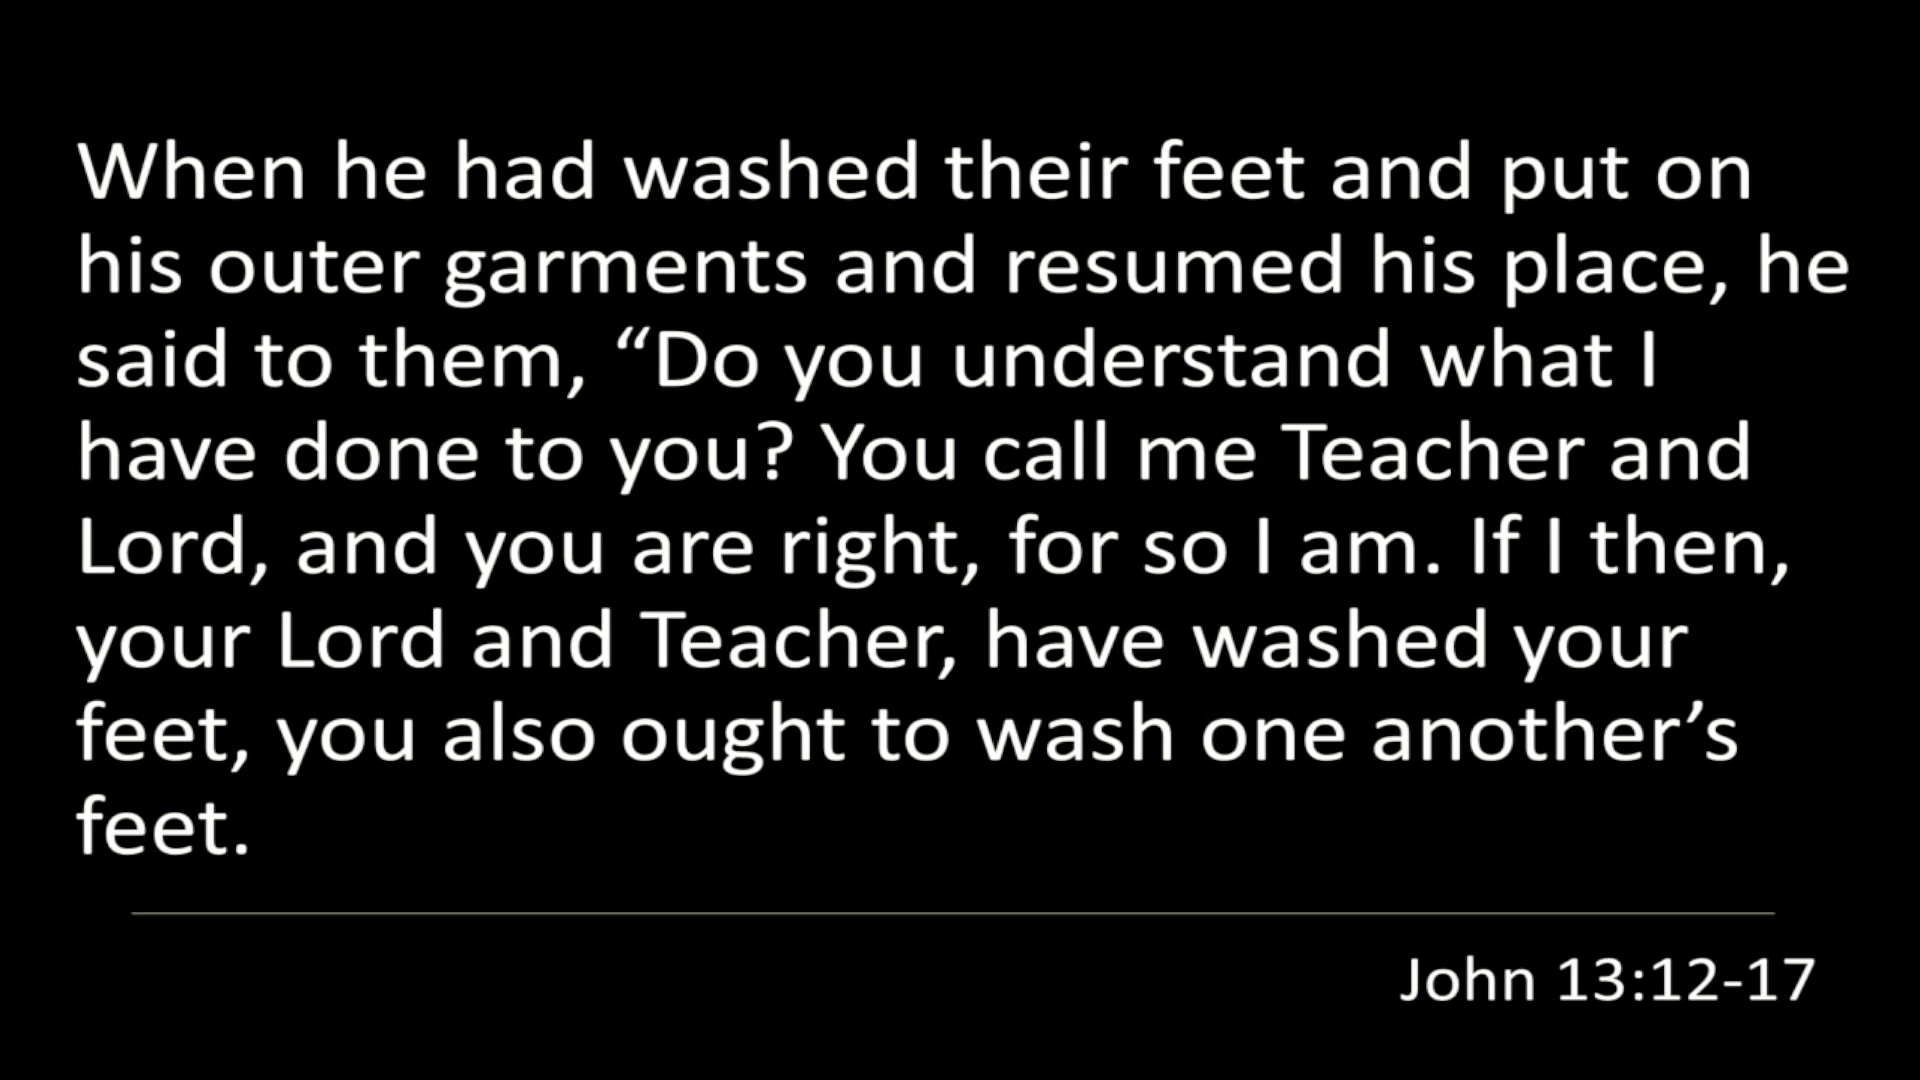 When he had washed their feet and put on
his outer garments and resumed his place, he
said to them, “Do you understand what I
have done to you? You call me Teacher and
Lord, and you are right, for so I am. If I then,
your Lord and Teacher, have washed your
feet, you also ought to wash one another’s
feet.
John 13:12-17